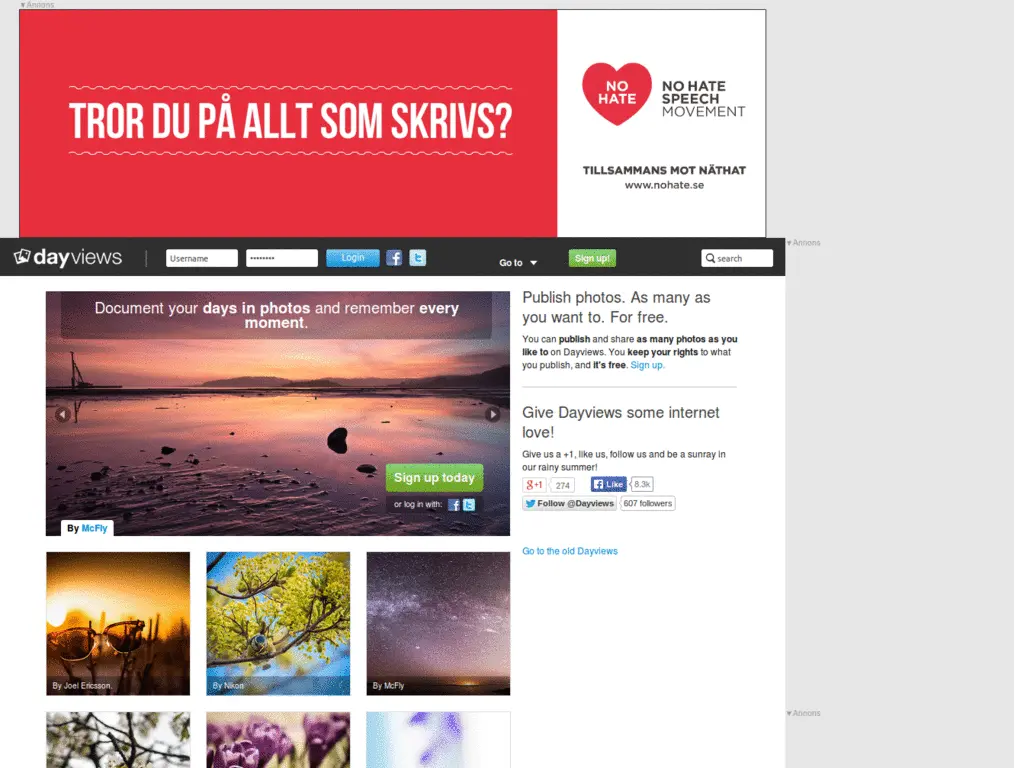 ▼Annons
TROR DU PÅ ALLT SOM SKRIVS?
NO
HATE
NO HATE
SPEECH
MOVEMENT
TILLSAMMANS MOT NÄTHAT
www.nohate.se
▼Annons
dayviews
Username
••••••••
Login
Go to ▼
Sign up!
search
Document your days in photos and remember every
moment.
Sign up today
or log in with:
By McFly
Publish photos. As many as
you want to. For free.
You can publish and share as many photos as you
like to on Dayviews. You keep your rights to what
you publish, and it's free. Sign up.
Give Dayviews some internet
love!
Give us a +1, like us, follow us and be a sunray in
our rainy summer!
g+1 274 Like 8.3k
Follow @Dayviews 607 followers
Go to the old Dayviews
By Joel Ericsson.
By Nikon
By McFly
▼Annons